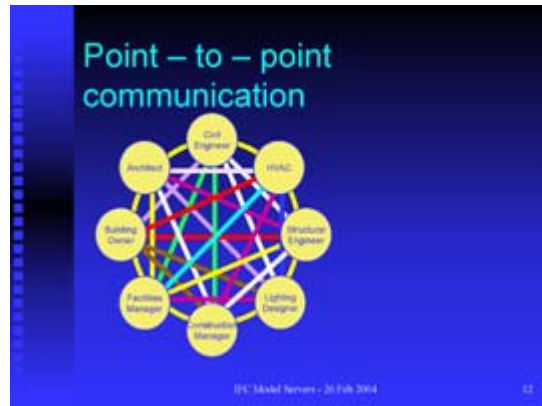 Point – to – point
communication
Civil
Engineer
Architect
HVAC
Building
Owner
Structural
Engineer
Facilities
Manager
Lighting
Designer
Construction
Manager
IFC Model Servers - 26 Feb 2004
12